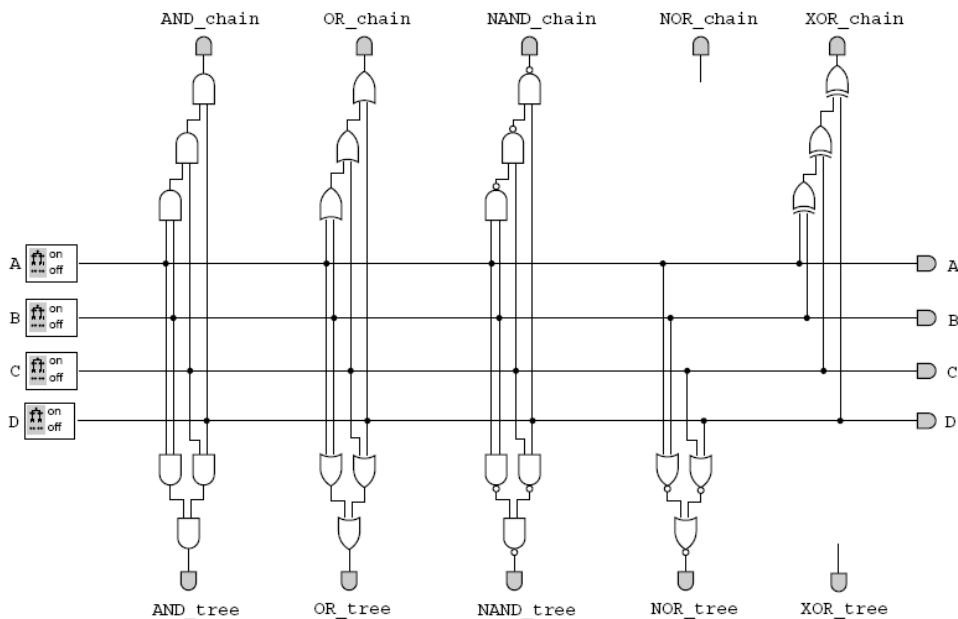 AND_chain OR_chain NAND_chain NOR_chain XOR_chain
on
A off A
on
B off B
on
C off C
on
D off D
AND_tree OR_tree NAND_tree NOR_tree XOR_tree